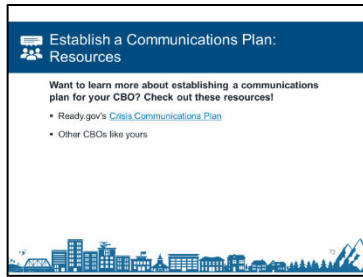 Establish a Communications Plan:
Resources
Want to learn more about establishing a communications
plan for your CBO? Check out these resources!
▪ Ready.gov's Crisis Communications Plan
▪ Other CBOs like yours
72